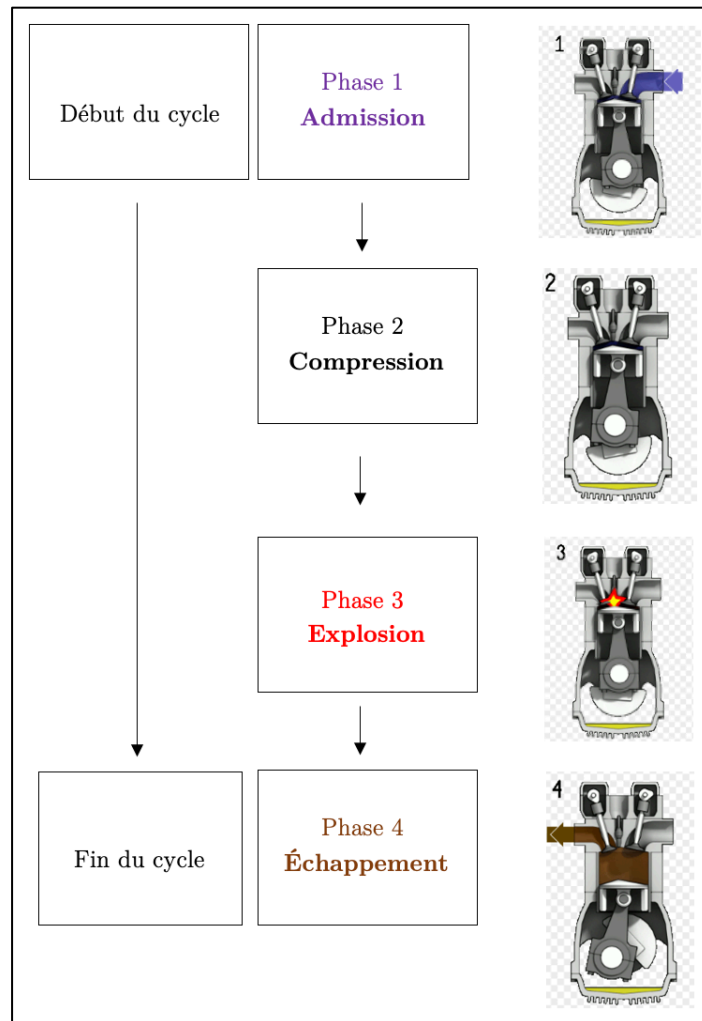 Début du cycle
Phase 1
Admission
1
Phase 2
Compression
2
Phase 3
Explosion
3
Fin du cycle
Phase 4
Échappement
4